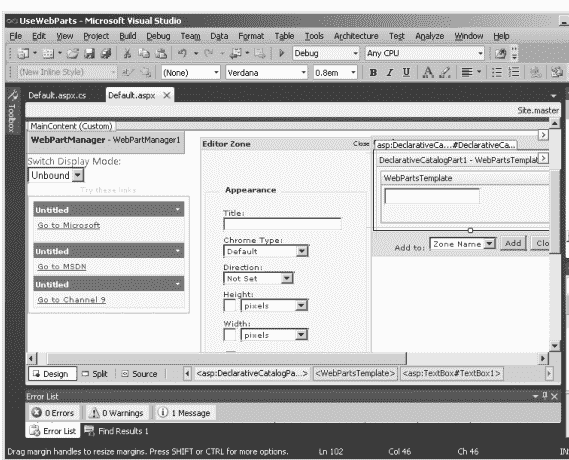 UseWebParts - Microsoft Visual Studio
File Edit View Project Build Debug Team Data Format Table Tools Architecture Test Analyze Window Help
Debug Any CPU
(New Inline Style) (None) Verdana 0.8em B I U A
Toolbox
Default.aspx.cs Default.aspx
Site.master
MainContent (Custom)
WebPartManager - WebPartManager1
Switch Display Mode:
Unbound
Try these links
Untitled
Go to Microsoft
Untitled
Go to MSDN
Untitled
Go to Channel 9
Editor Zone Close
Appearance
Title:
Chrome Type:
Default
Direction:
Not Set
Height:
pixels
Width:
pixels
asp:DeclarativeCa...#DeclarativeCa...
DeclarativeCatalogPart1 - WebPartsTemplat
WebPartsTemplate
Add to: Zone Name Add Clo
Design Split Source <asp:DeclarativeCatalogPa...> <WebPartsTemplate> <asp:TextBox#TextBox1>
Error List
0 Errors 0 Warnings 1 Message
Error List Find Results 1
Drag margin handles to resize margins. Press SHIFT or CTRL for more options. Ln 102 Col 46 Ch 46 IN